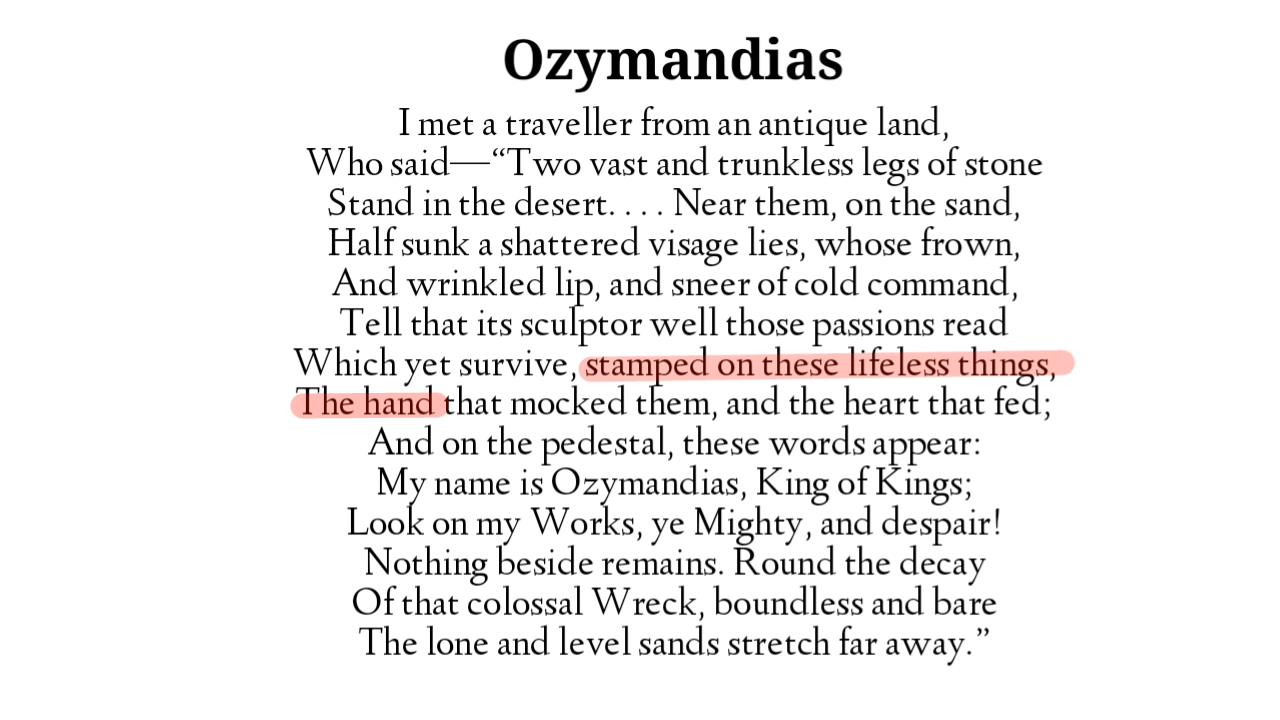 Ozymandias
I met a traveller from an antique land,
Who said—“Two vast and trunkless legs of stone
Stand in the desert. . . . Near them, on the sand,
Half sunk a shattered visage lies, whose frown,
And wrinkled lip, and sneer of cold command,
Tell that its sculptor well those passions read
Which yet survive, stamped on these lifeless things,
The hand that mocked them, and the heart that fed;
And on the pedestal, these words appear:
My name is Ozymandias, King of Kings;
Look on my Works, ye Mighty, and despair!
Nothing beside remains. Round the decay
Of that colossal Wreck, boundless and bare
The lone and level sands stretch far away.”